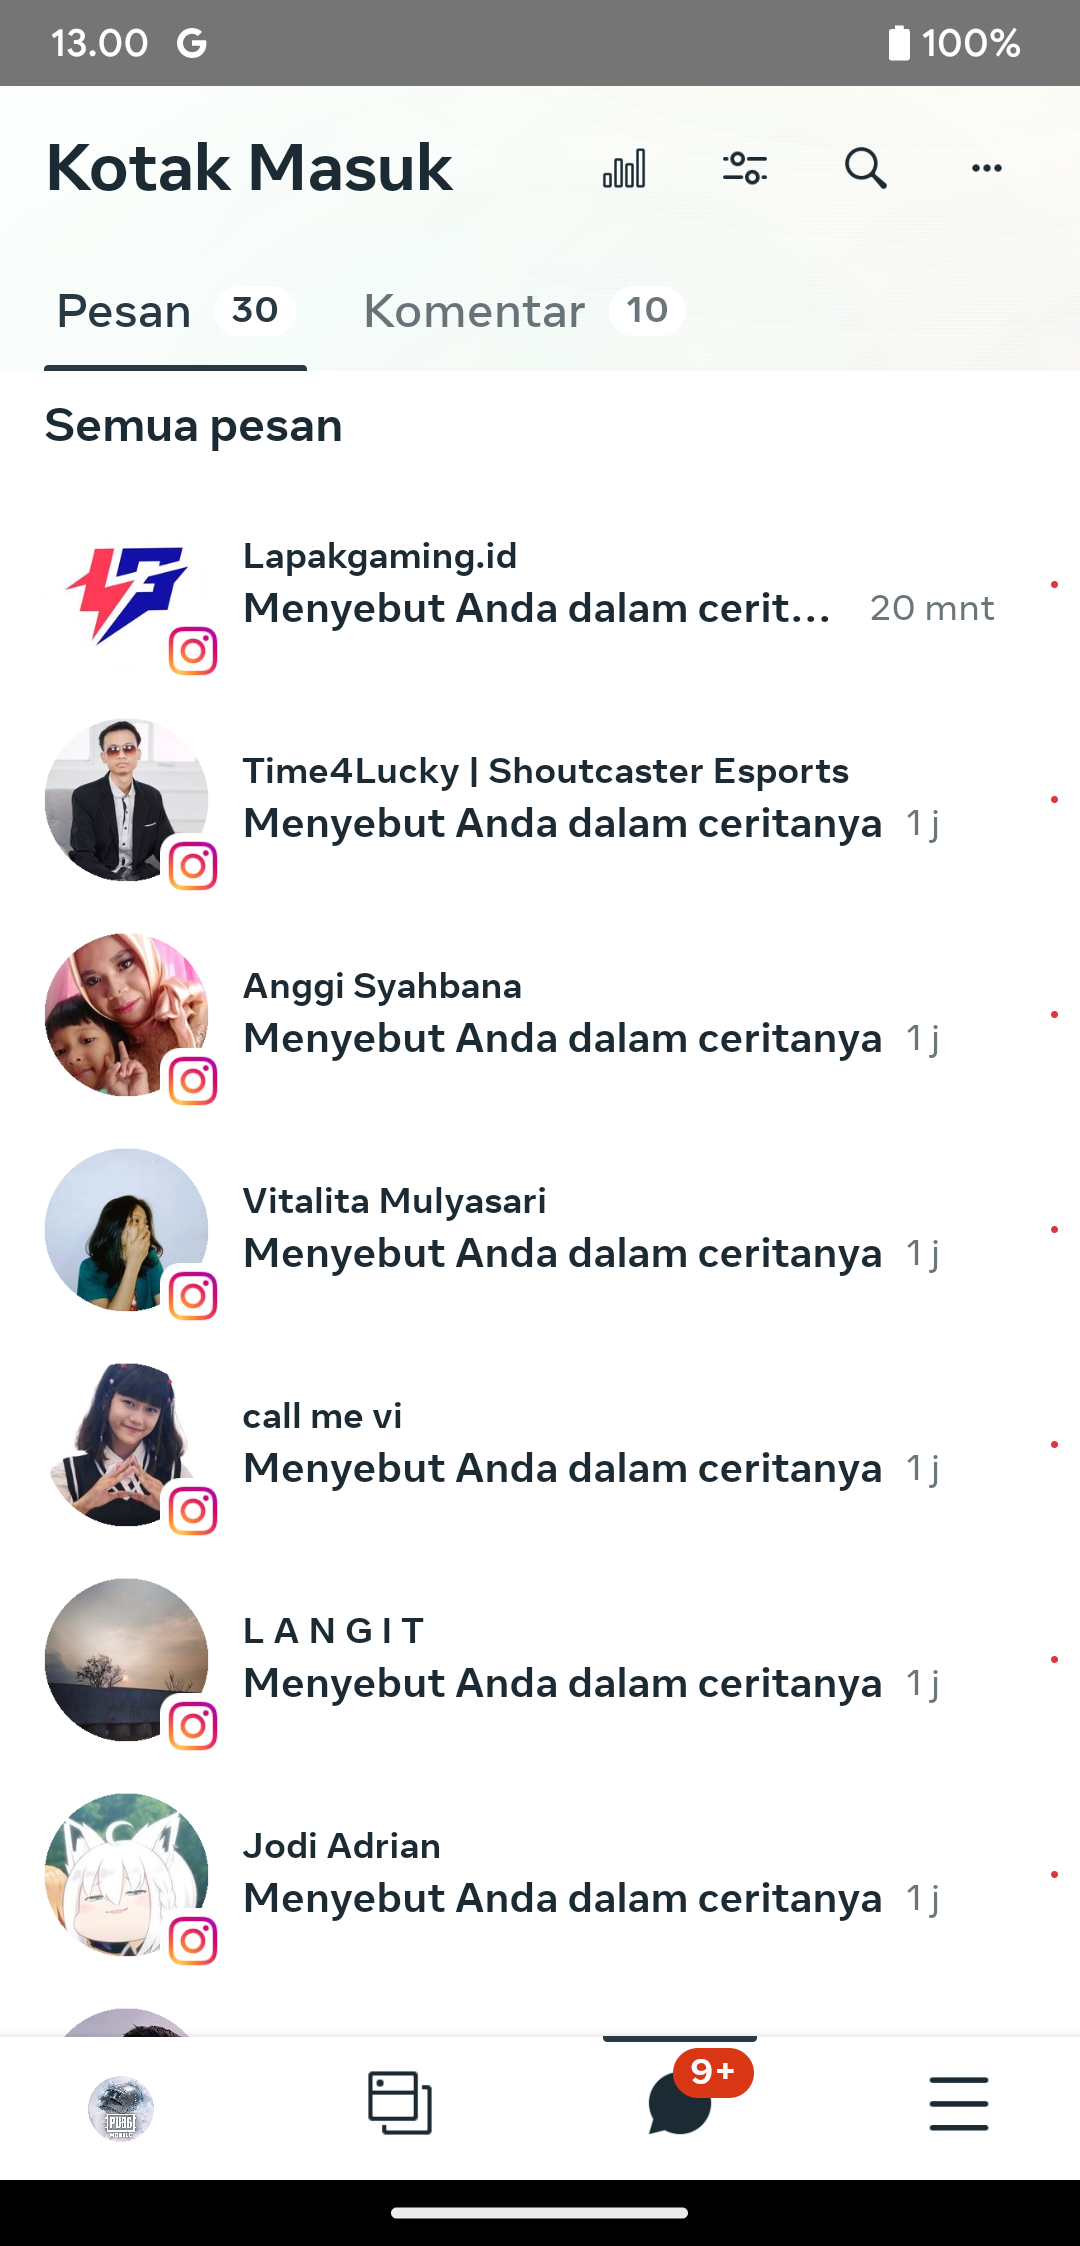 13.00 G 100%
Kotak Masuk
Pesan 30 Komentar 10
Semua pesan
Lapakgaming.id
Menyebut Anda dalam cerit... 20 mnt
Time4Lucky | Shoutcaster Esports
Menyebut Anda dalam ceritanya 1 j
Anggi Syahbana
Menyebut Anda dalam ceritanya 1 j
Vitalita Mulyasari
Menyebut Anda dalam ceritanya 1 j
call me vi
Menyebut Anda dalam ceritanya 1 j
L A N G I T
Menyebut Anda dalam ceritanya 1 j
Jodi Adrian
Menyebut Anda dalam ceritanya 1 j
9+
PUBG
MOBILE